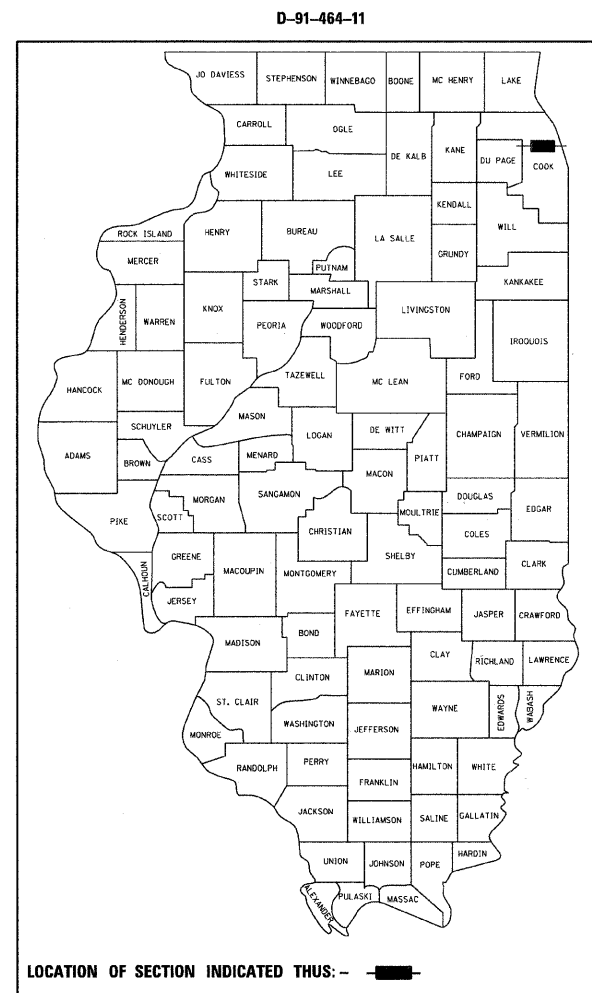 D-91-464-11
JO DAVIESS STEPHENSON WINNEBAGO BOONE MC HENRY LAKE
CARROLL OGLE
DE KALB KANE DU PAGE COOK
WHITESIDE LEE
KENDALL
ROCK ISLAND HENRY BUREAU LA SALLE WILL
MERCER PUTNAM GRUNDY
STARK MARSHALL KANKAKEE
HENDERSON WARREN KNOX PEORIA WOODFORD LIVINGSTON IROQUOIS
HANCOCK MC DONOUGH FULTON TAZEWELL MC LEAN FORD
MASON
SCHUYLER LOGAN DE WITT CHAMPAIGN VERMILION
ADAMS BROWN CASS MENARD PIATT
MACON
MORGAN SANGAMON DOUGLAS
PIKE SCOTT CHRISTIAN MOULTRIE EDGAR
COLES
GREENE SHELBY
CALHOUN MACOUPIN MONTGOMERY CUMBERLAND CLARK
JERSEY FAYETTE EFFINGHAM JASPER CRAWFORD
MADISON BOND
CLAY RICHLAND LAWRENCE
CLINTON MARION
ST. CLAIR WAYNE EDWARDS WABASH
WASHINGTON JEFFERSON
MONROE
RANDOLPH PERRY HAMILTON WHITE
FRANKLIN
JACKSON WILLIAMSON SALINE GALLATIN
UNION JOHNSON POPE HARDIN
ALEXANDER PULASKI MASSAC
LOCATION OF SECTION INDICATED THUS: -